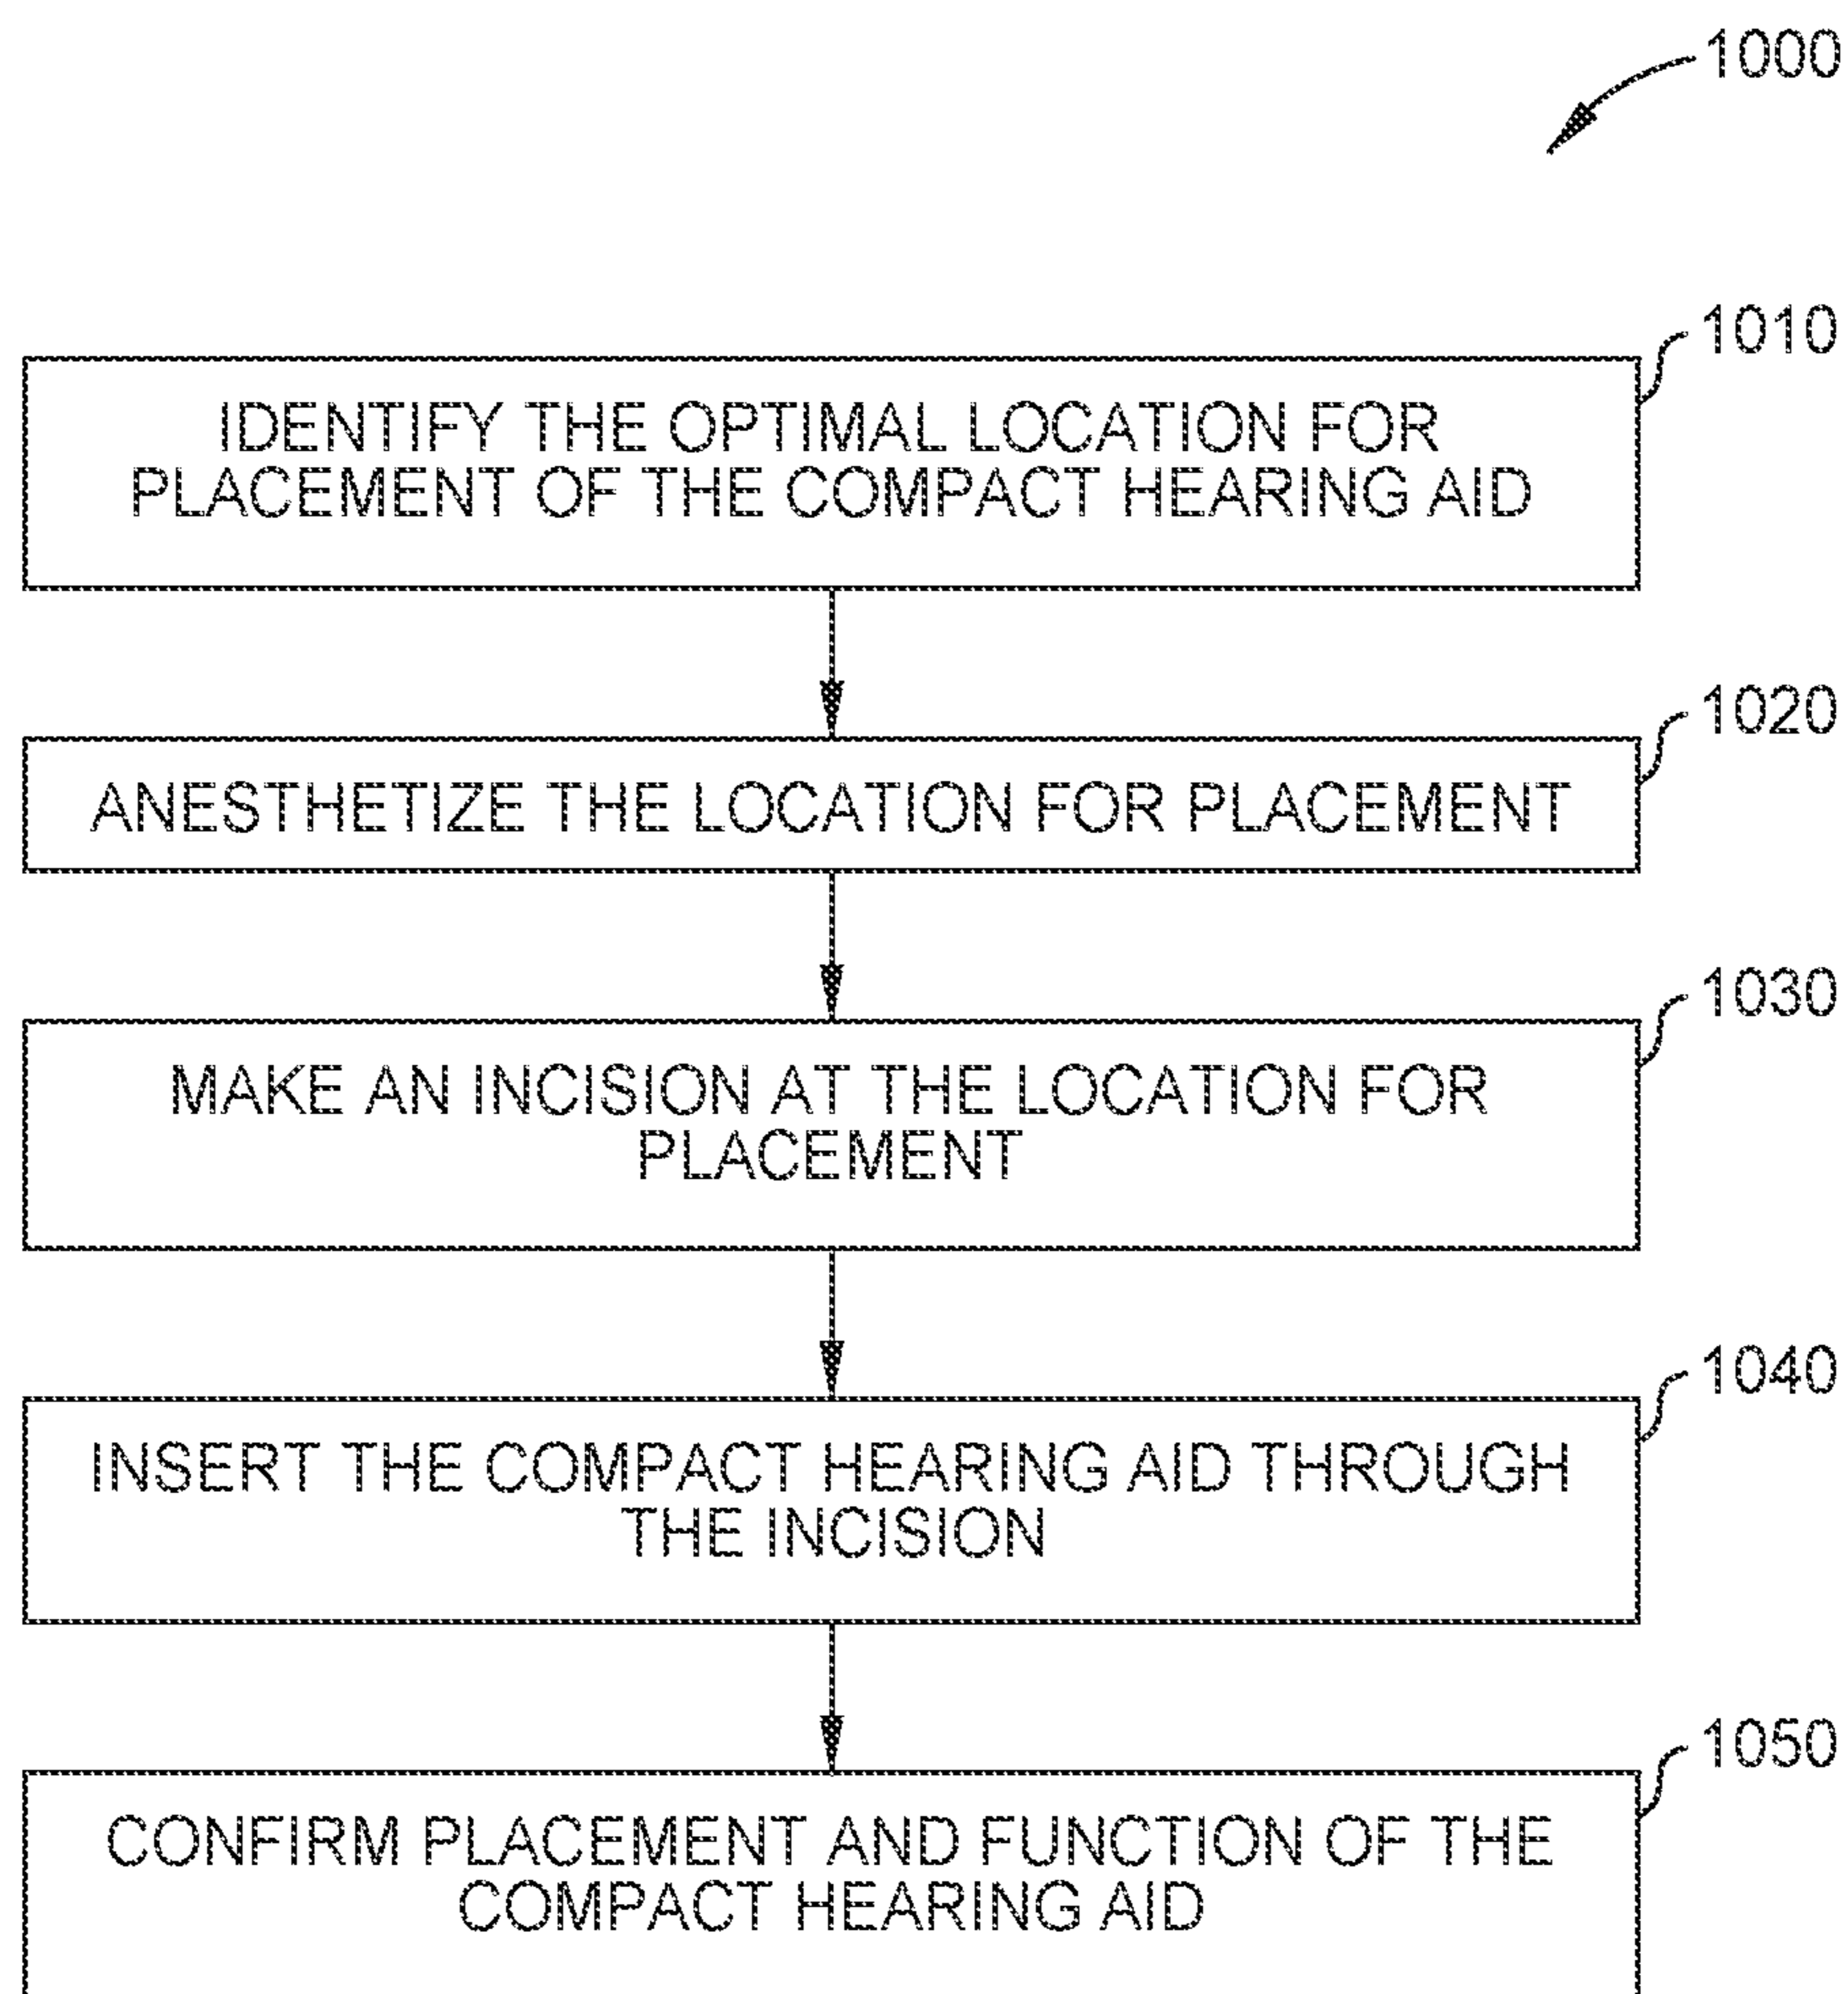 1000
1010
IDENTIFY THE OPTIMAL LOCATION FOR
PLACEMENT OF THE COMPACT HEARING AID
1020
ANESTHETIZE THE LOCATION FOR PLACEMENT
1030
MAKE AN INCISION AT THE LOCATION FOR
PLACEMENT
1040
INSERT THE COMPACT HEARING AID THROUGH
THE INCISION
1050
CONFIRM PLACEMENT AND FUNCTION OF THE
COMPACT HEARING AID